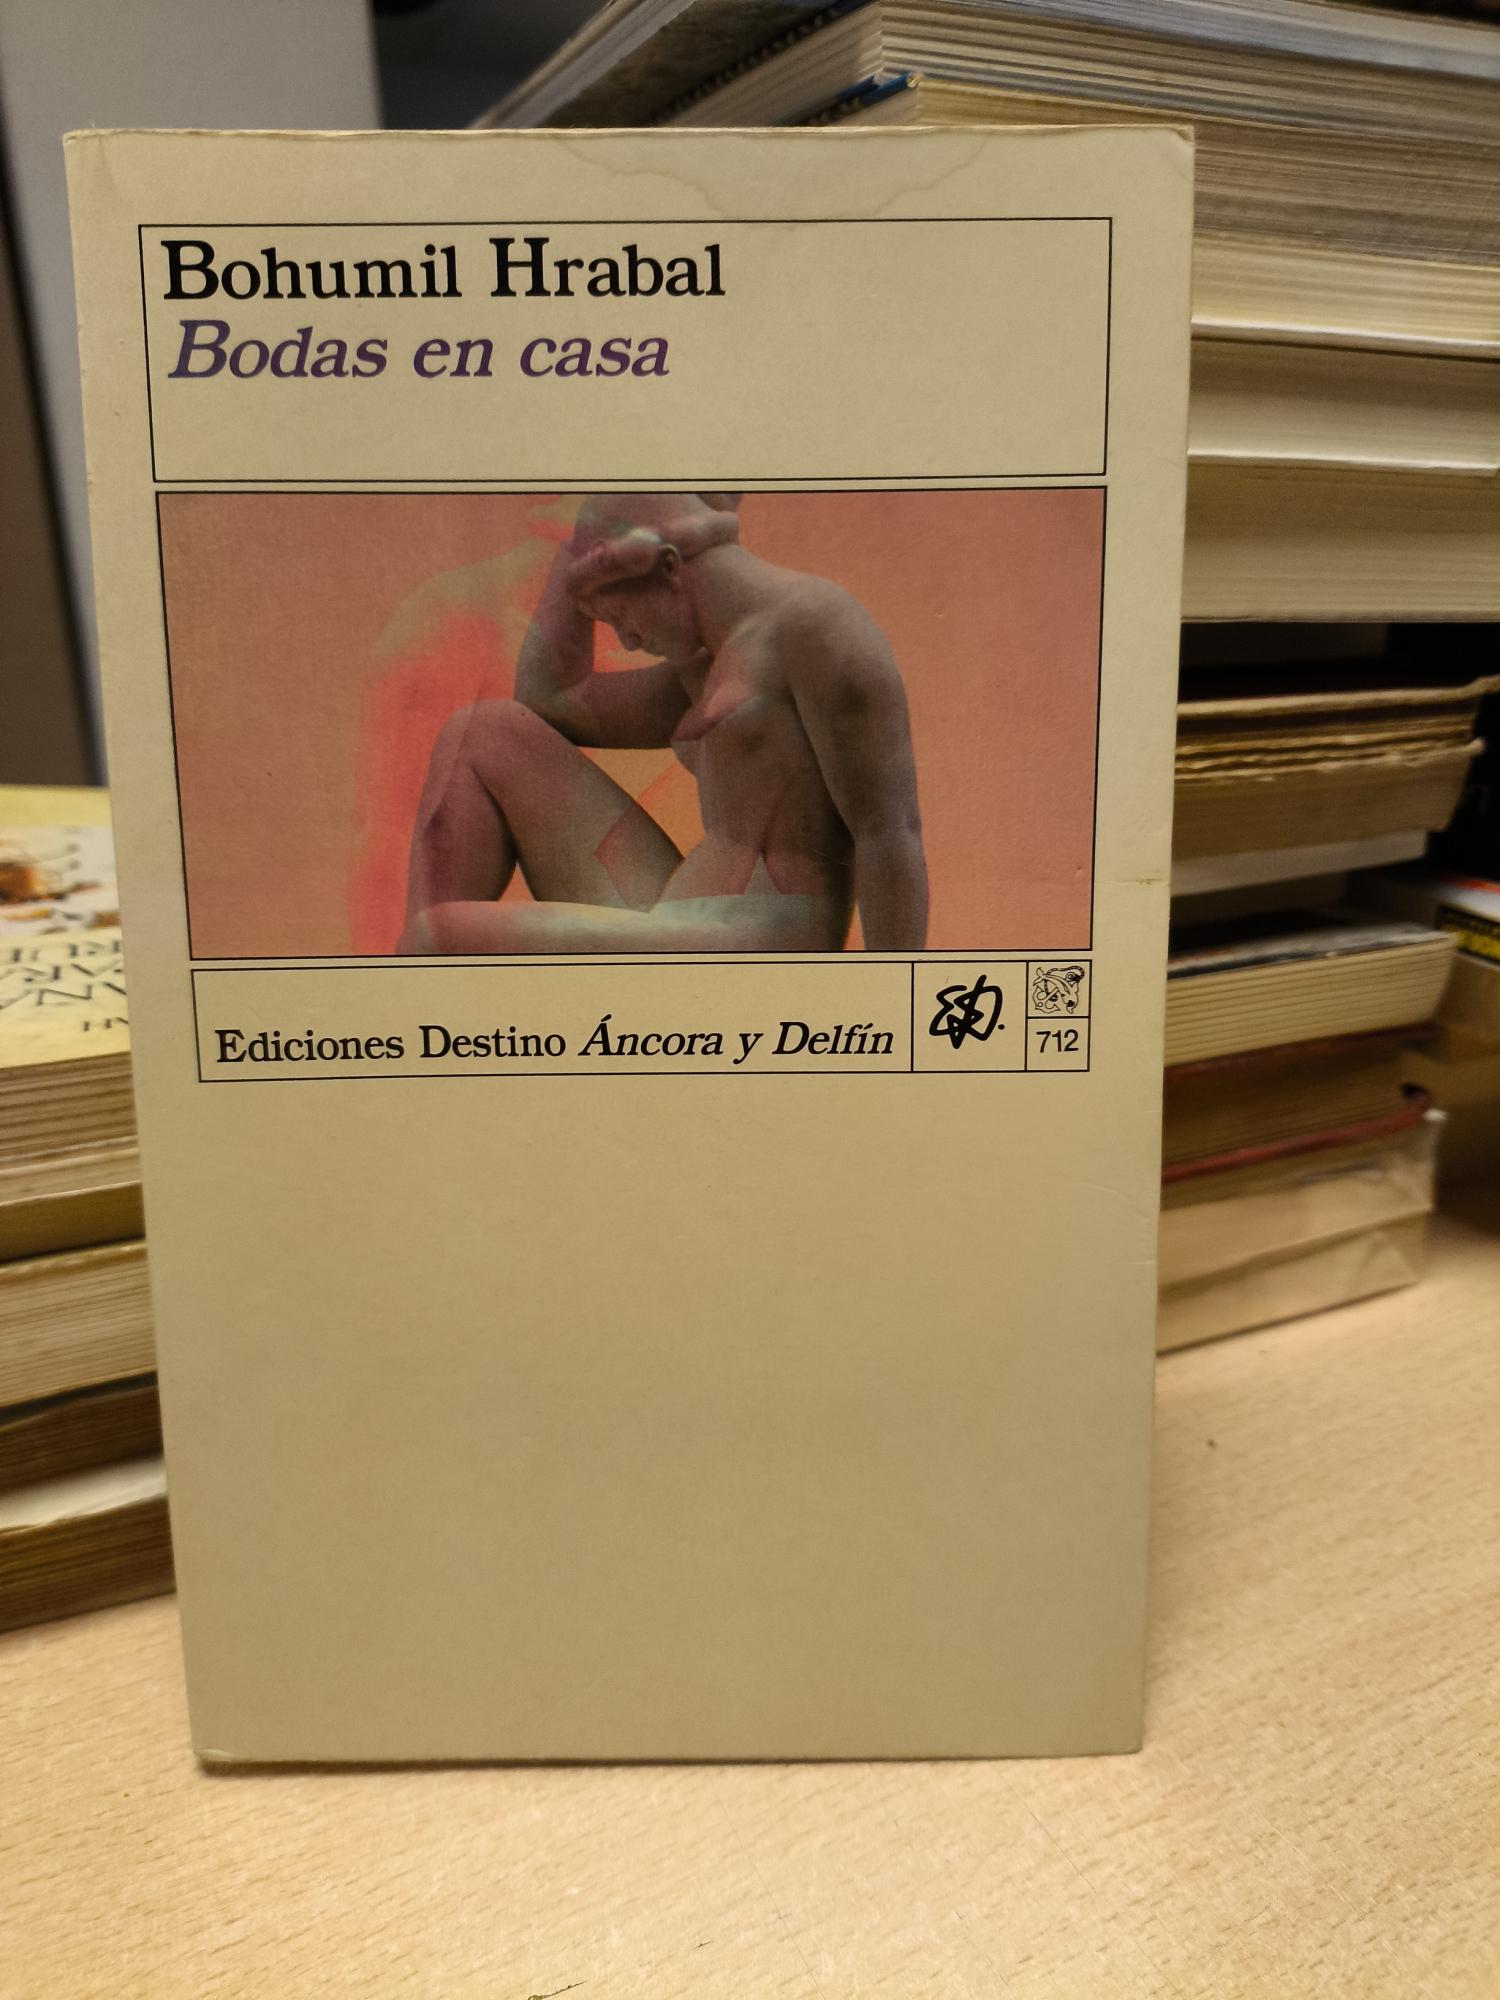 Bohumil Hrabal
Bodas en casa
Ediciones Destino Áncora y Delfín
712